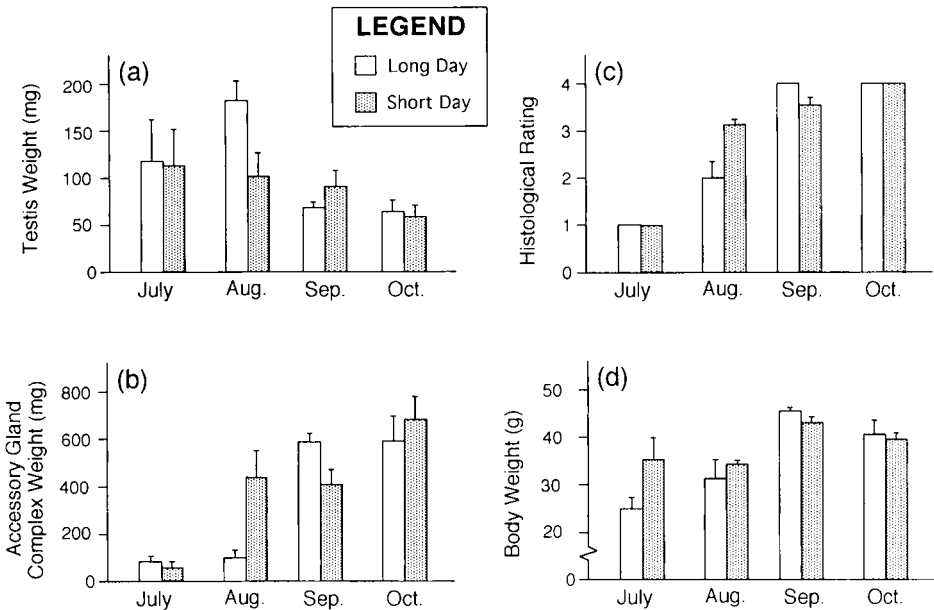 LEGEND
Long Day
Short Day
(a)
Testis Weight (mg)
200
150
100
50
0
July Aug. Sep. Oct.
(c)
Histological Rating
4
3
2
1
0
July Aug. Sep. Oct.
(b)
Accessory Gland
Complex Weight (mg)
800
600
400
200
0
July Aug. Sep. Oct.
(d)
Body Weight (g)
50
40
30
20
0
July Aug. Sep. Oct.